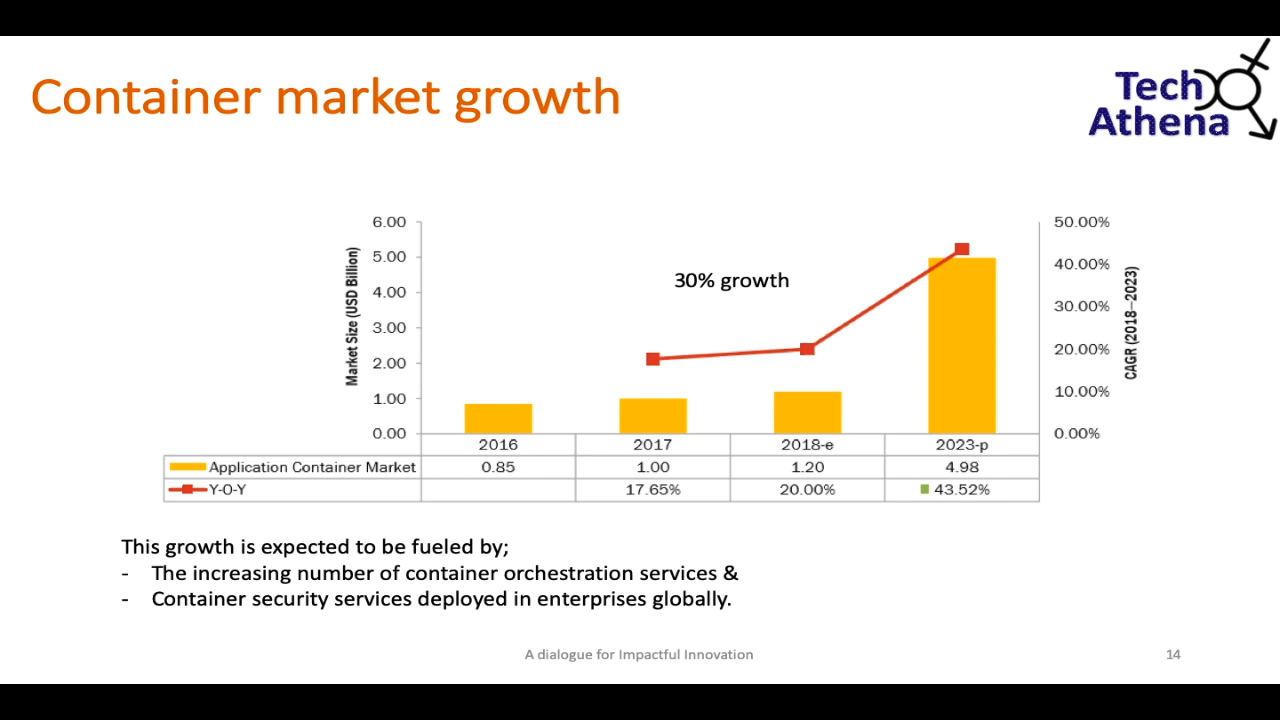 Container market growth
Tech
Athena
6.00
5.00
4.00
3.00
2.00
1.00
0.00
Market Size (USD Billion)
30% growth
50.00%
40.00%
30.00%
20.00%
10.00%
0.00%
CAGR (2018–2023)
2016 2017 2018-e 2023-p
Application Container Market 0.85 1.00 1.20 4.98
Y-O-Y 17.65% 20.00% 43.52%
This growth is expected to be fueled by;
- The increasing number of container orchestration services &
- Container security services deployed in enterprises globally.
A dialogue for Impactful Innovation
14